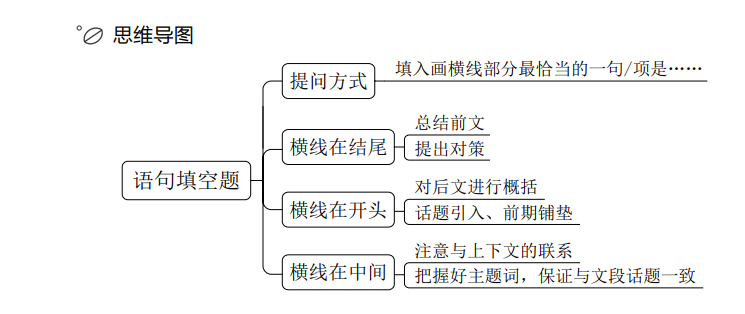 思维导图
提问方式
填入画横线部分最恰当的一句/项是……
语句填空题
横线在结尾
总结前文
提出对策
横线在开头
对后文进行概括
话题引入、前期铺垫
横线在中间
注意与上下文的联系
把握好主题词，保证与文段话题一致